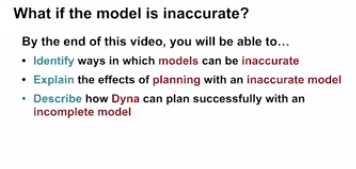 What if the model is inaccurate?
By the end of this video, you will be able to...
• Identify ways in which models can be inaccurate
• Explain the effects of planning with an inaccurate model
• Describe how Dyna can plan successfully with an
incomplete model